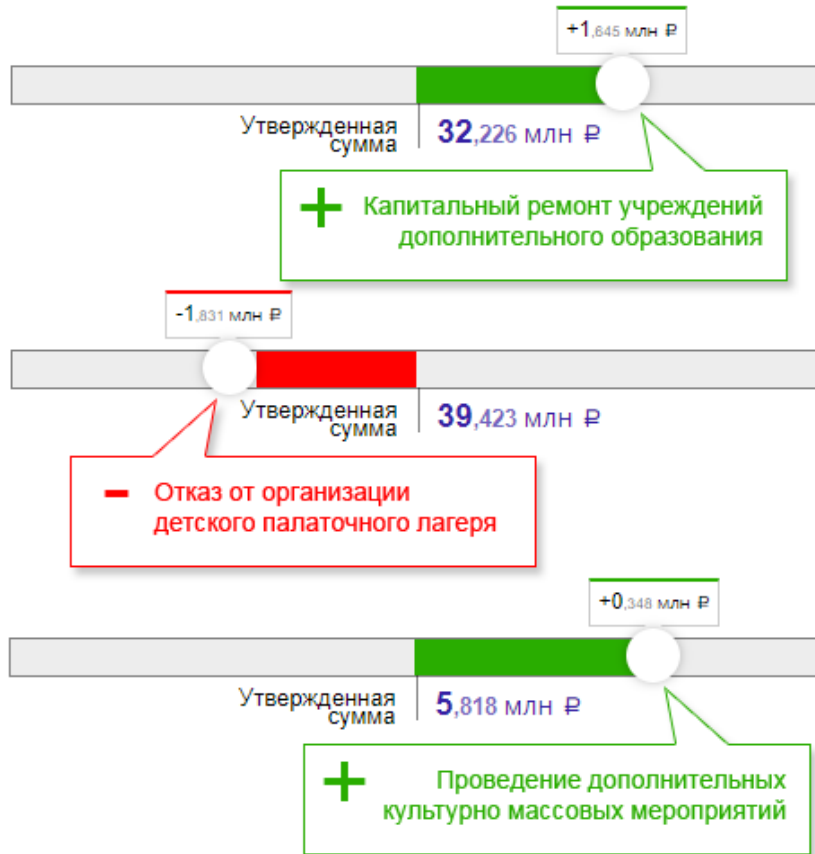 +1,645 млн ₽
Утвержденная
сумма
32,226 млн ₽
+ Капитальный ремонт учреждений
дополнительного образования
-1,831 млн ₽
Утвержденная
сумма
39,423 млн ₽
- Отказ от организации
детского палаточного лагеря
+0,348 млн ₽
Утвержденная
сумма
5,818 млн ₽
+ Проведение дополнительных
культурно массовых мероприятий